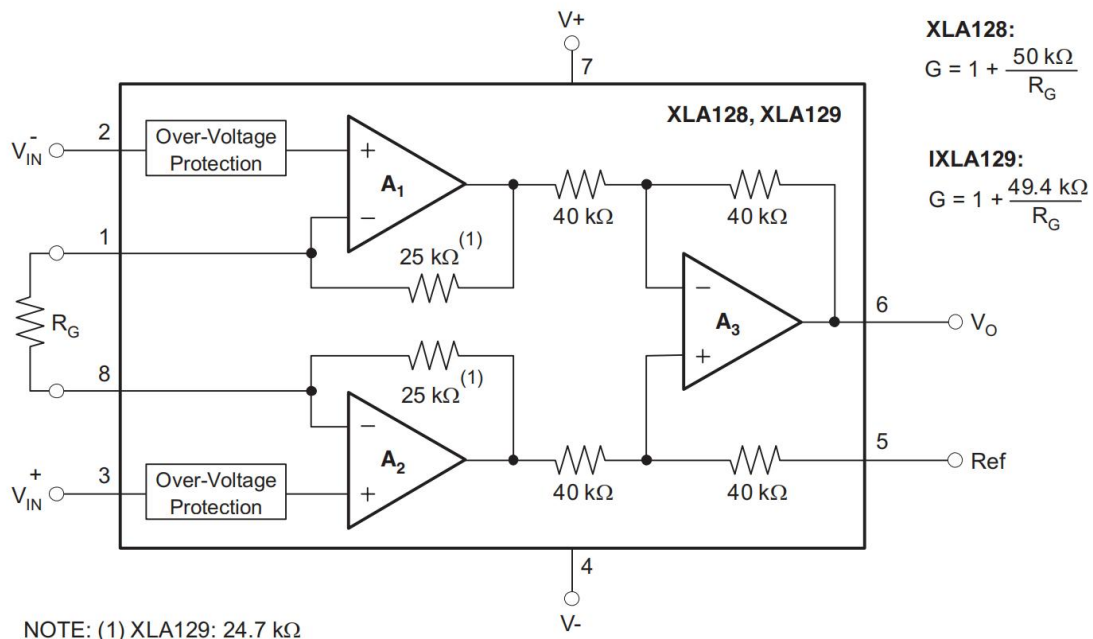 V+
7
XLA128:
G = 1 + 50 kΩ / R_G
XLA128, XLA129
2
V_IN^-
Over-Voltage
Protection
+
A1
−
40 kΩ
40 kΩ
IXLA129:
G = 1 + 49.4 kΩ / R_G
1
25 kΩ(1)
R_G
−
A3
+
6
V_O
8
25 kΩ(1)
−
A2
+
5
Ref
40 kΩ
40 kΩ
V_IN^+
3
Over-Voltage
Protection
4
V-
NOTE: (1) XLA129: 24.7 kΩ